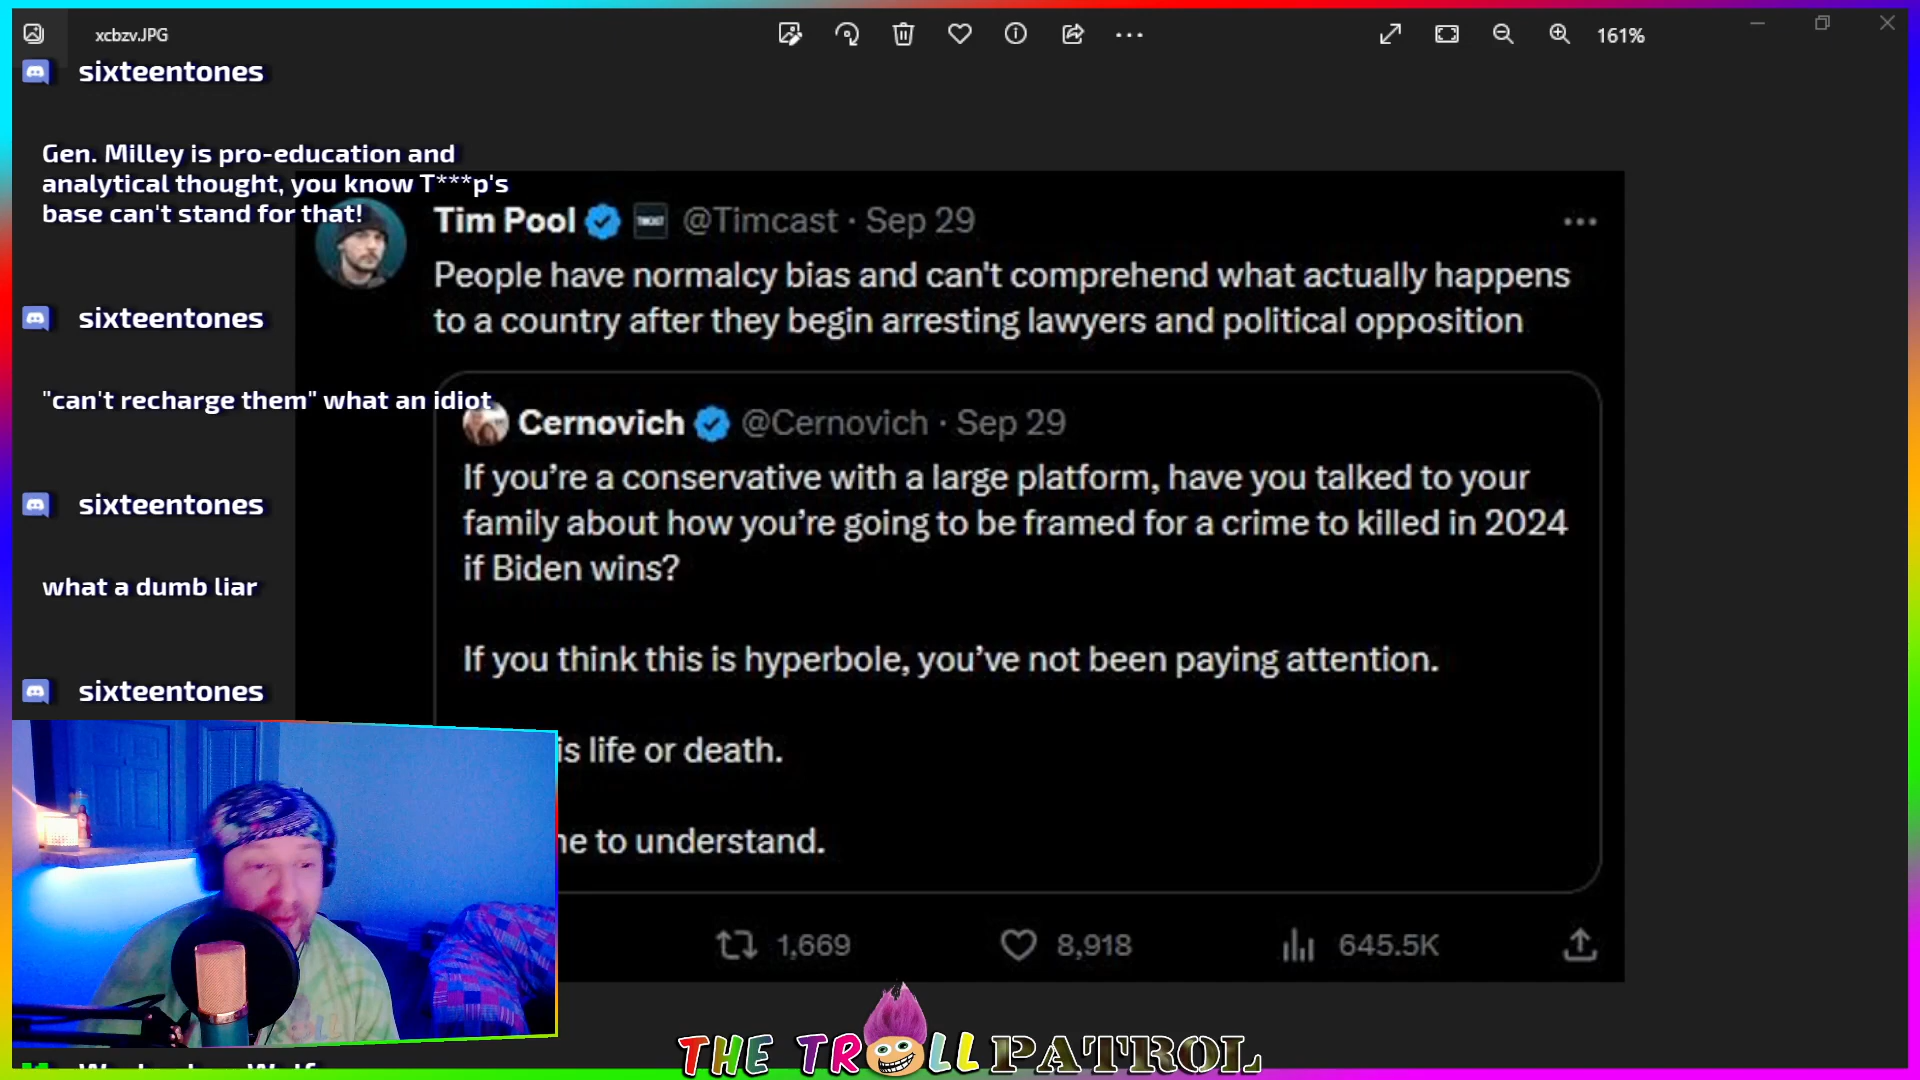 xcbzv.JPG
161%
sixteentones
Gen. Milley is pro-education and
analytical thought, you know T***p's
base can't stand for that!
sixteentones
"can't recharge them" what an idiot
sixteentones
what a dumb liar
sixteentones
Tim Pool @Timcast · Sep 29
People have normalcy bias and can't comprehend what actually happens
to a country after they begin arresting lawyers and political opposition
Cernovich @Cernovich · Sep 29
If you're a conservative with a large platform, have you talked to your
family about how you're going to be framed for a crime to killed in 2024
if Biden wins?
If you think this is hyperbole, you've not been paying attention.
is life or death.
ne to understand.
1,669 8,918 645.5K
THE TROLL PATROL